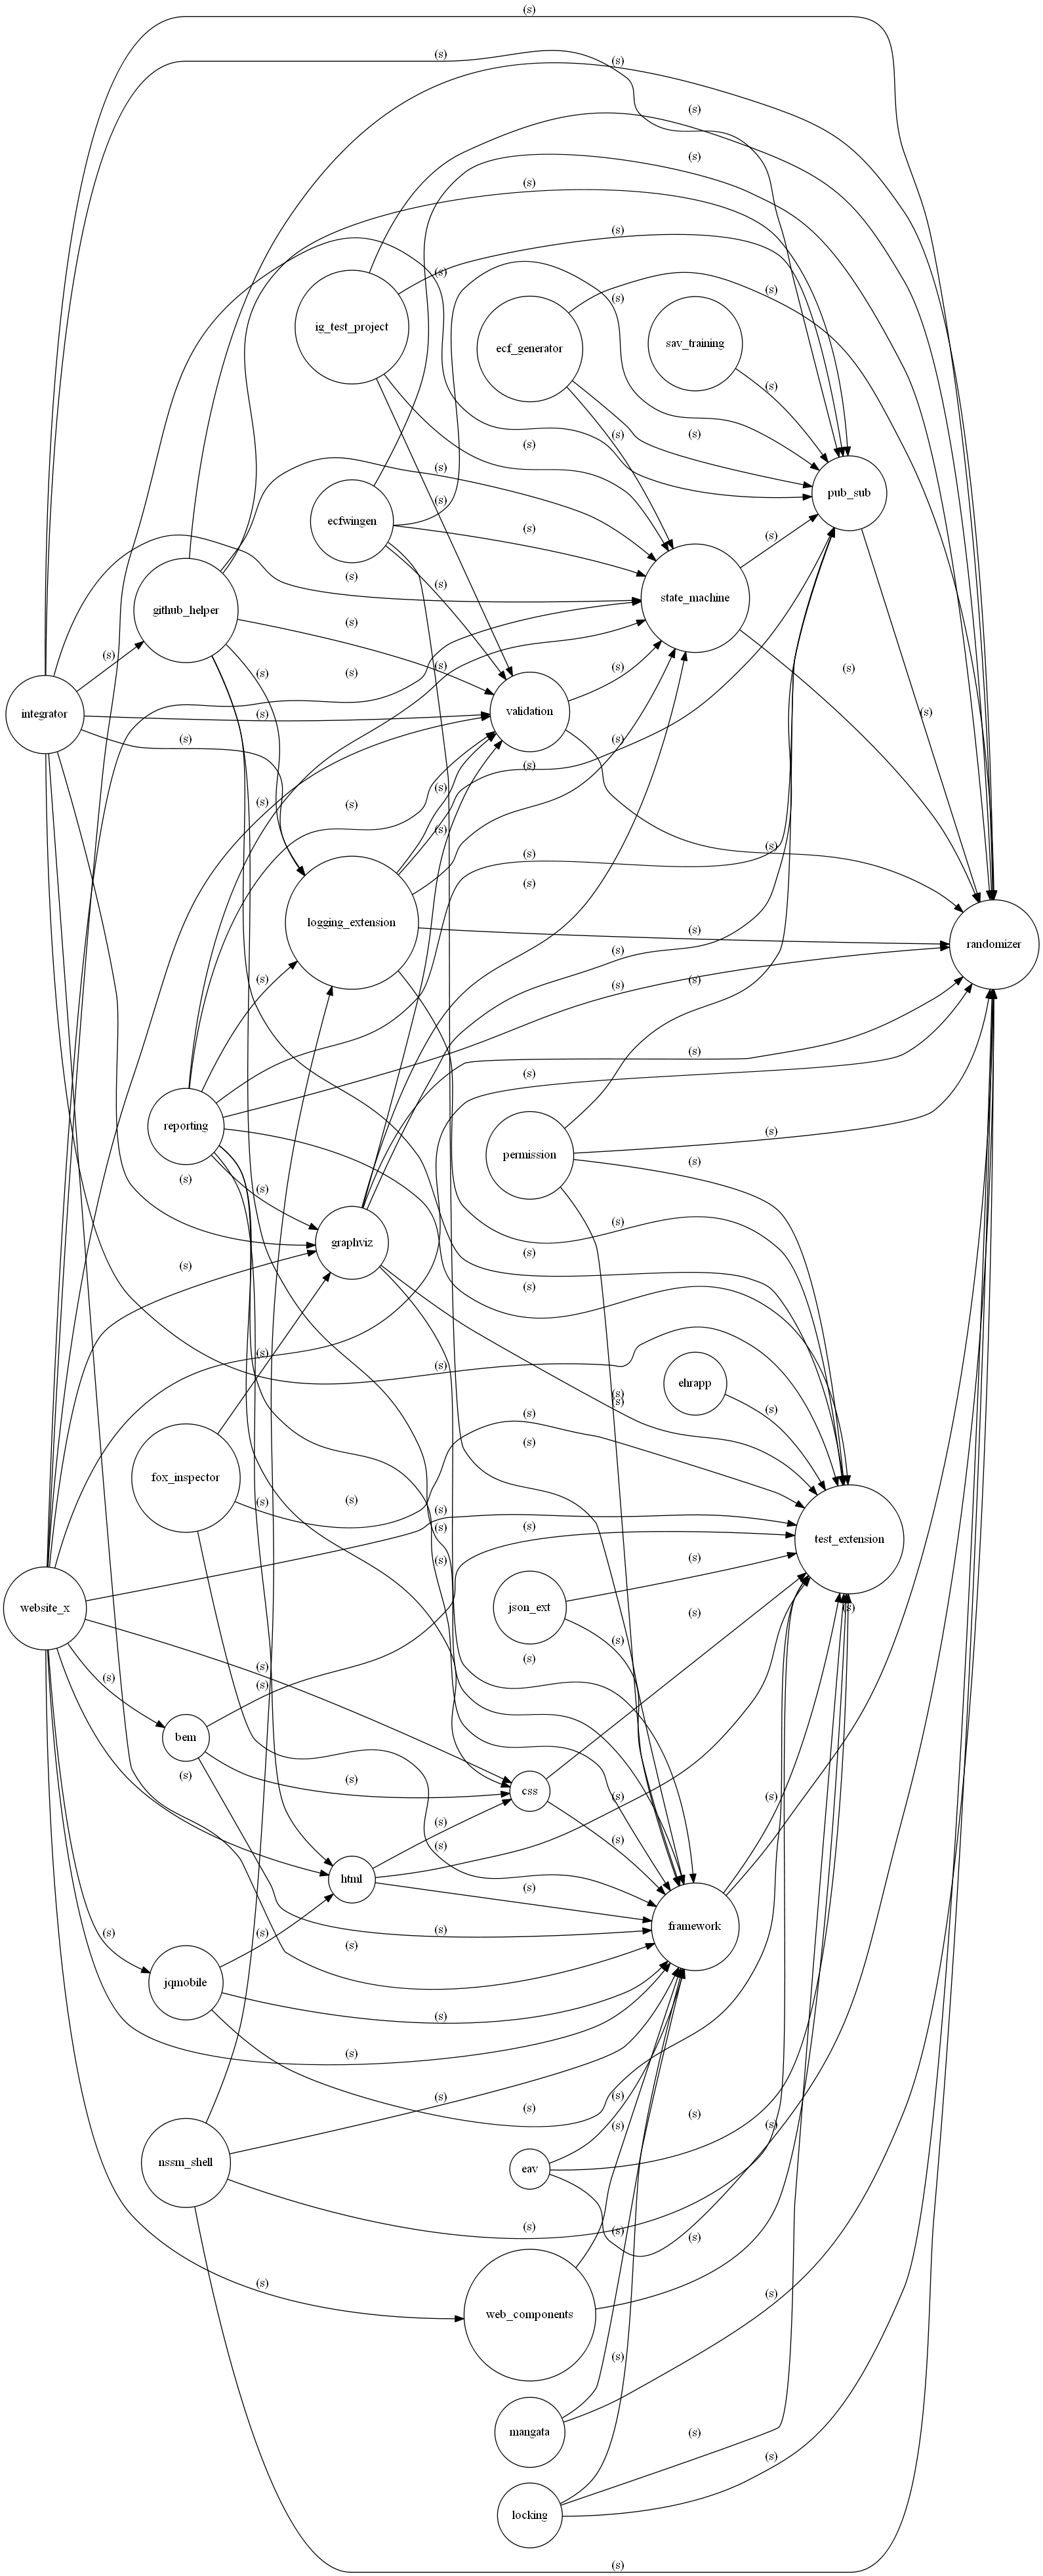 (s)
(s)
(s)
(s)
(s)
(s)
(s)
(s)
(s)
(s)
ig_test_project
sav_training
ecf_generator
(s)
(s)
(s)
(s)
(s)
pub_sub
(s)
ecfwingen
(s)
(s)
(s)
(s)
state_machine
github_helper
(s)
(s)
(s)
(s)
(s)
(s)
(s)
validation
integrator
(s)
(s)
(s)
(s)
(s)
(s)
(s)
(s)
(s)
(s)
(s)
(s)
logging_extension
(s)
randomizer
(s)
(s)
(s)
(s)
(s)
(s)
reporting
(s)
permission
(s)
(s)
(s)
(s)
graphviz
(s)
(s)
(s)
(s)
(s)
ehrapp
(s)
(s)
(s)
(s)
(s)
fox_inspector
(s)
(s)
(s)
(s)
(s)
test_extension
(s)
(s)
website_x
json_ext
(s)
(s)
(s)
(s)
(s)
(s)
(s)
bem
(s)
(s)
css
(s)
(s)
(s)
(s)
(s)
html
(s)
framework
(s)
(s)
(s)
(s)
jqmobile
(s)
(s)
(s)
(s)
(s)
(s)
(s)
(s)
nssm_shell
eav
(s)
(s)
(s)
(s)
(s)
web_components
(s)
mangata
(s)
(s)
locking
(s)